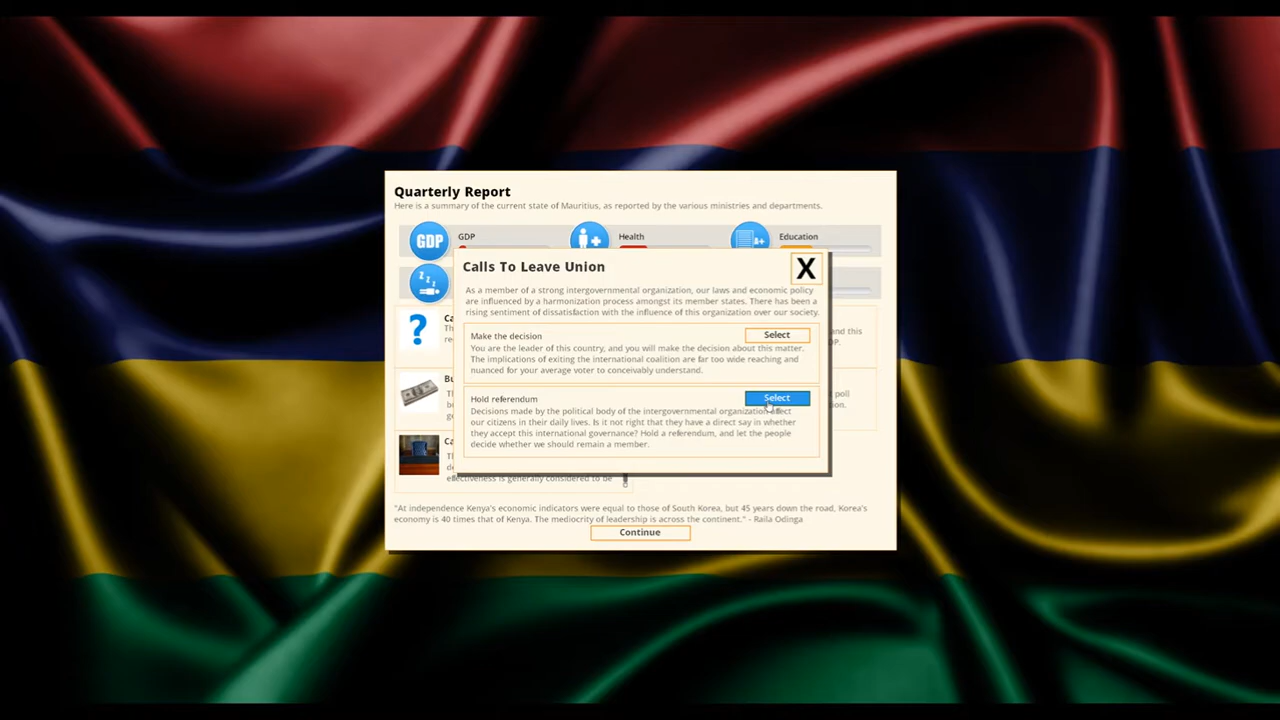 Quarterly Report
Here is a summary of the current state of Mauritius, as reported by the various ministries and departments.
GDP
GDP
Health
Education
Calls To Leave Union
X
As a member of a strong intergovernmental organization, our laws and economic policy
are influenced by a harmonization process amongst its member states. There has been a
rising sentiment of dissatisfaction with the influence of this organization over our society.
Make the decision
Select
You are the leader of this country, and you will make the decision about this matter.
The implications of exiting the international coalition are far too wide reaching and
nuanced for your average voter to conceivably understand.
Hold referendum
Select
Decisions made by the political body of the intergovernmental organization affect
our citizens in their daily lives. Is it not right that they have a direct say in whether
they accept this international governance? Hold a referendum, and let the people
decide whether we should remain a member.
and this
DP.
poll
effectiveness is generally considered to be
"At independence Kenya's economic indicators were equal to those of South Korea, but 45 years down the road, Korea's
economy is 40 times that of Kenya. The mediocrity of leadership is across the continent." - Raila Odinga
Continue